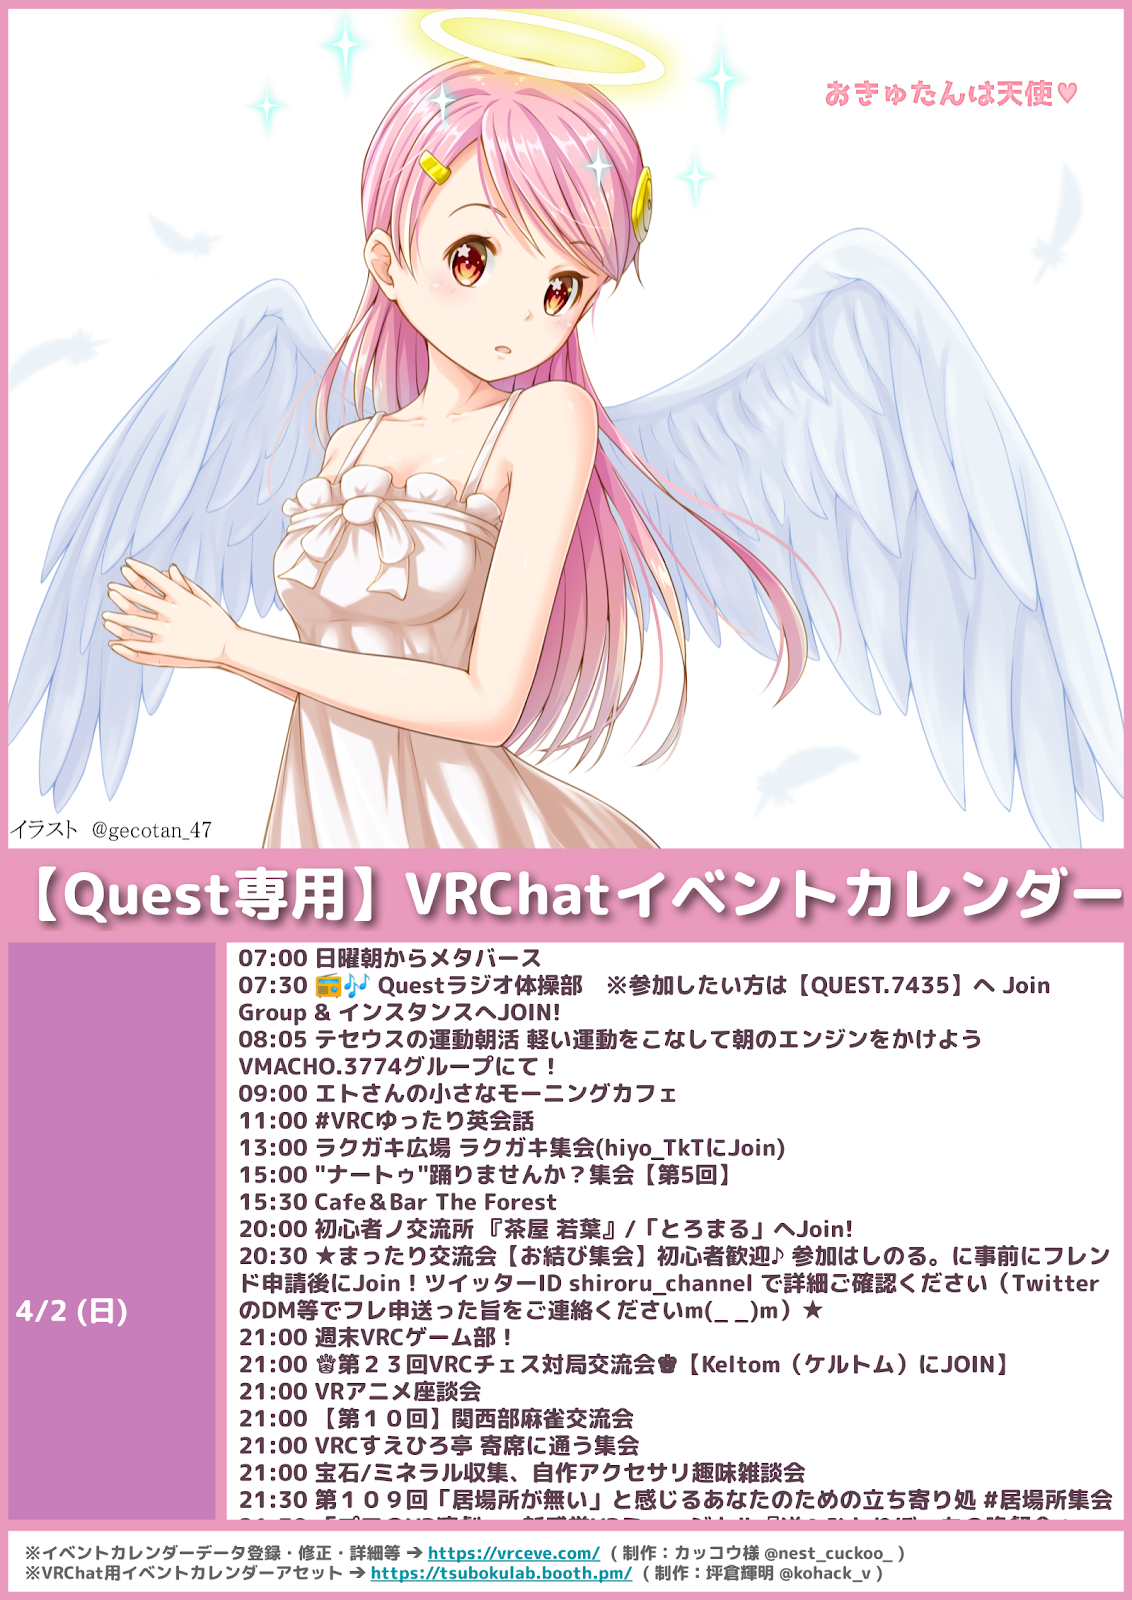 おきゅたんは天使♥
イラスト @gecotan_47
【Quest専用】VRChatイベントカレンダー
4/2 (日)
07:00 日曜朝からメタバース
07:30 📻🎶 Questラジオ体操部　※参加したい方は【QUEST.7435】へ Join
Group & インスタンスへJOIN!
08:05 テセウスの運動朝活 軽い運動をこなして朝のエンジンをかけよう
VMACHO.3774グループにて！
09:00 エトさんの小さなモーニングカフェ
11:00 #VRCゆったり英会話
13:00 ラクガキ広場 ラクガキ集会(hiyo_TkTにJoin)
15:00 "ナートゥ"踊りませんか？集会【第5回】
15:30 Cafe＆Bar The Forest
20:00 初心者ノ交流所 『茶屋 若葉』/「とろまる」へJoin!
20:30 ★まったり交流会【お結び集会】初心者歓迎♪ 参加はしのる。に事前にフレン
ド申請後にJoin！ツイッターID shiroru_channel で詳細ご確認ください（Twitter
のDM等でフレ申送った旨をご連絡くださいm(_ _)m）★
21:00 週末VRCゲーム部！
21:00 ♕第２３回VRCチェス対局交流会♚【Keltom（ケルトム）にJOIN】
21:00 VRアニメ座談会
21:00 【第１０回】関西部麻雀交流会
21:00 VRCすえひろ亭 寄席に通う集会
21:00 宝石/ミネラル収集、自作アクセサリ趣味雑談会
21:30 第１０９回「居場所が無い」と感じるあなたのための立ち寄り処 #居場所集会
※イベントカレンダーデータ登録・修正・詳細等 ➔ https://vrceve.com/ （制作：カッコウ様 @nest_cuckoo_ ）
※VRChat用イベントカレンダーアセット ➔ https://tsubokulab.booth.pm/ （制作：坪倉輝明 @kohack_v ）